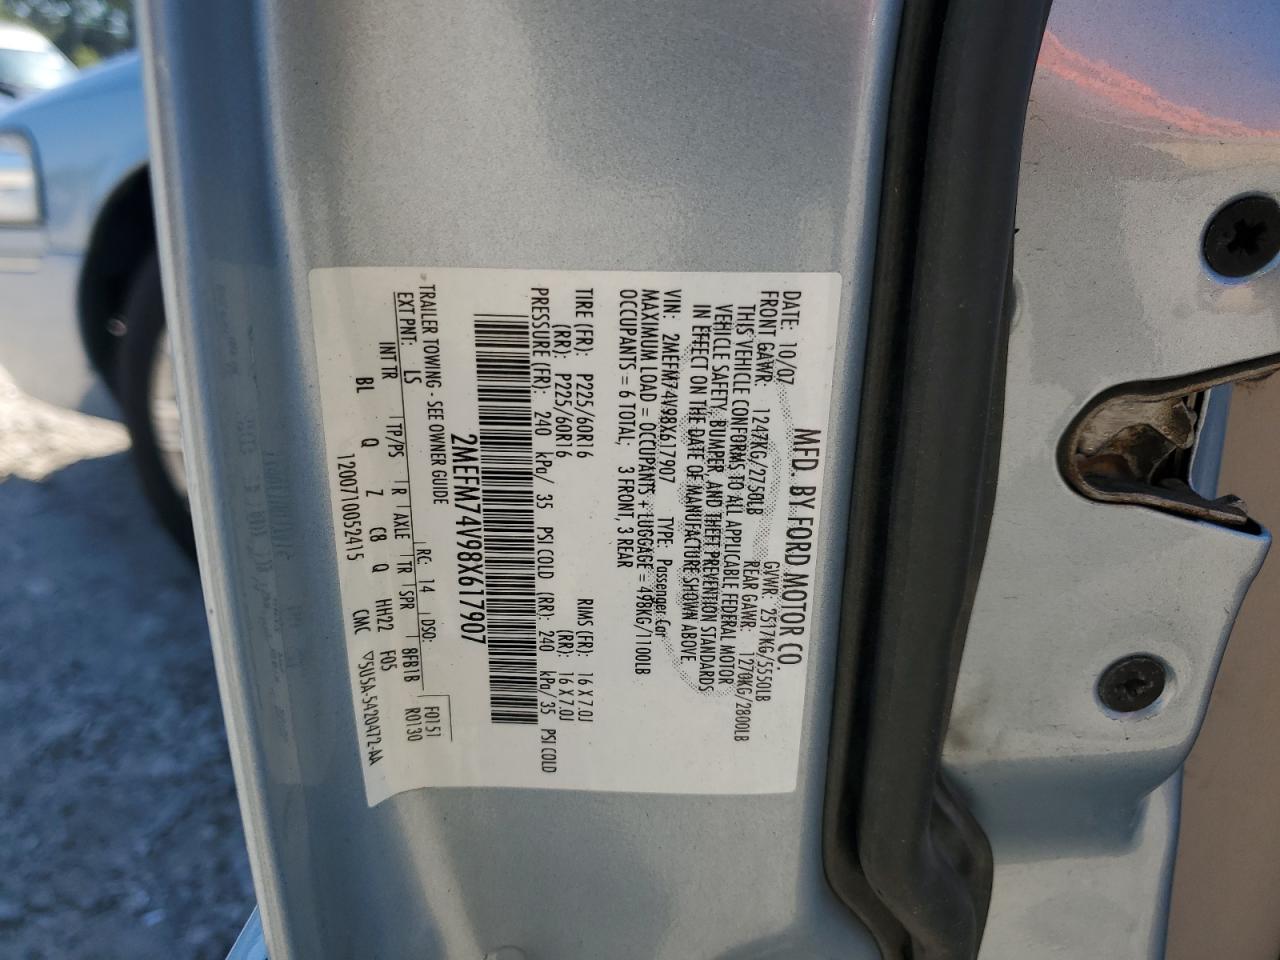 MFD. BY FORD MOTOR CO.
DATE: 10/07 GVWR: 2517KG/5550LB
FRONT GAWR: 1247KG/2750LB REAR GAWR: 1270KG/2800LB
THIS VEHICLE CONFORMS TO ALL APPLICABLE FEDERAL MOTOR
VEHICLE SAFETY, BUMPER, AND THEFT PREVENTION STANDARDS
IN EFFECT ON THE DATE OF MANUFACTURE SHOWN ABOVE.
VIN: 2MEFM74V98X617907 TYPE: Passenger Car
MAXIMUM LOAD = OCCUPANTS + LUGGAGE = 498KG/1100LB
OCCUPANTS = 6 TOTAL; 3 FRONT, 3 REAR
TIRE (FR): P225/60R16 RIMS (FR): 16 X 7.0J
(RR): P225/60R16 (RR): 16 X 7.0J
PRESSURE (FR): 240 kPa/ 35 PSI COLD (RR): 240 kPa/ 35 PSI COLD
2MEFM74V98X617907
TRAILER TOWING - SEE OWNER GUIDE
RC: 14 DSO: F0151
EXT PNT: LS R0130
INT TR TP/PS R AXLE TR SPR 8FB1B
BL Q Z C8 Q HH22 F05
120071005241S CMC ▽5U5A-5420472-AA